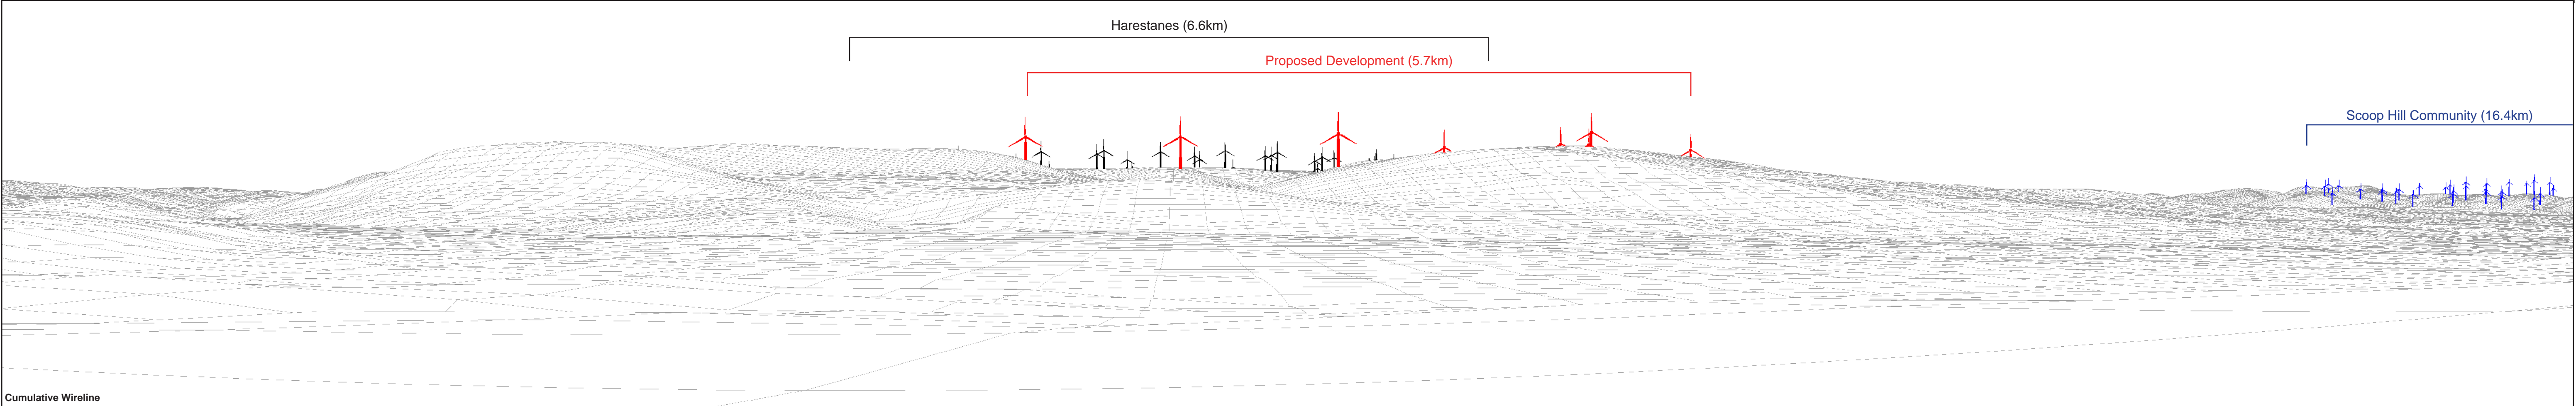 Harestanes (6.6km)
Proposed Development (5.7km)
Scoop Hill Community (16.4km)
Cumulative Wireline